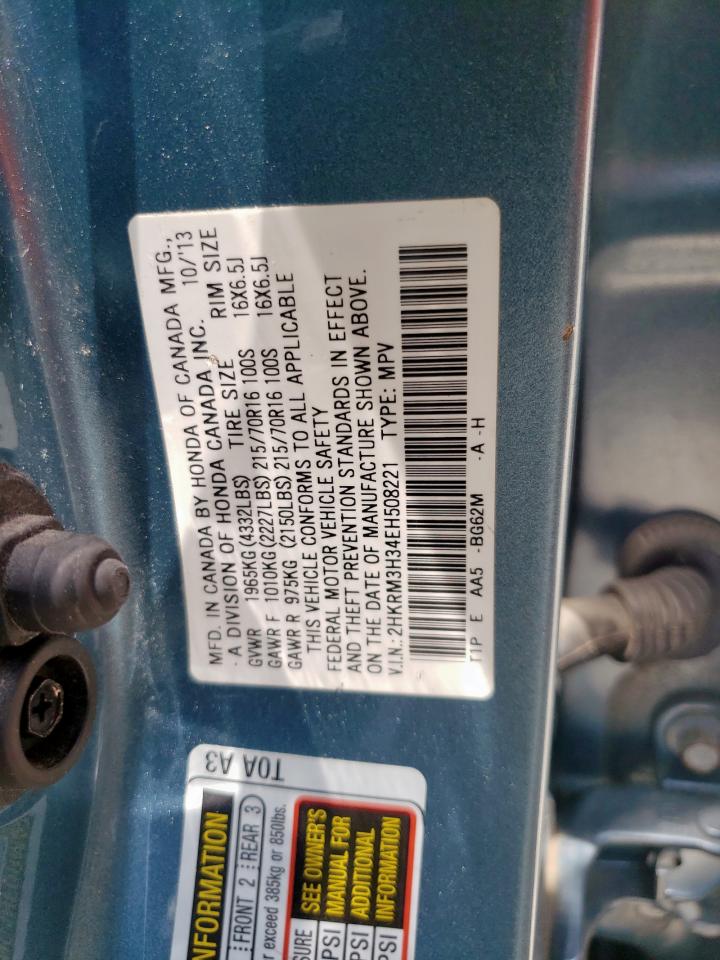 MFD. IN CANADA BY HONDA OF CANADA MFG.,
- A DIVISION OF HONDA CANADA INC. 10/'13
GVWR 1965KG(4332LBS) TIRE SIZE RIM SIZE
GAWR F 1010KG(2227LBS)215/70R16 100S 16X6.5J
GAWR R 975KG (2150LBS)215/70R16 100S 16X6.5J
THIS VEHICLE CONFORMS TO ALL APPLICABLE
FEDERAL MOTOR VEHICLE SAFETY
AND THEFT PREVENTION STANDARDS IN EFFECT
ON THE DATE OF MANUFACTURE SHOWN ABOVE.
V.I.N.:2HKRM3H34EH508221 TYPE: MPV
T1P E AA5 -BG62M -A -H
T0A A3
FRONT 2 REAR 3
exceed 385kg or 850lbs.
SEE OWNER'S
MANUAL FOR
ADDITIONAL
INFORMATION
PSI
PSI
PSI